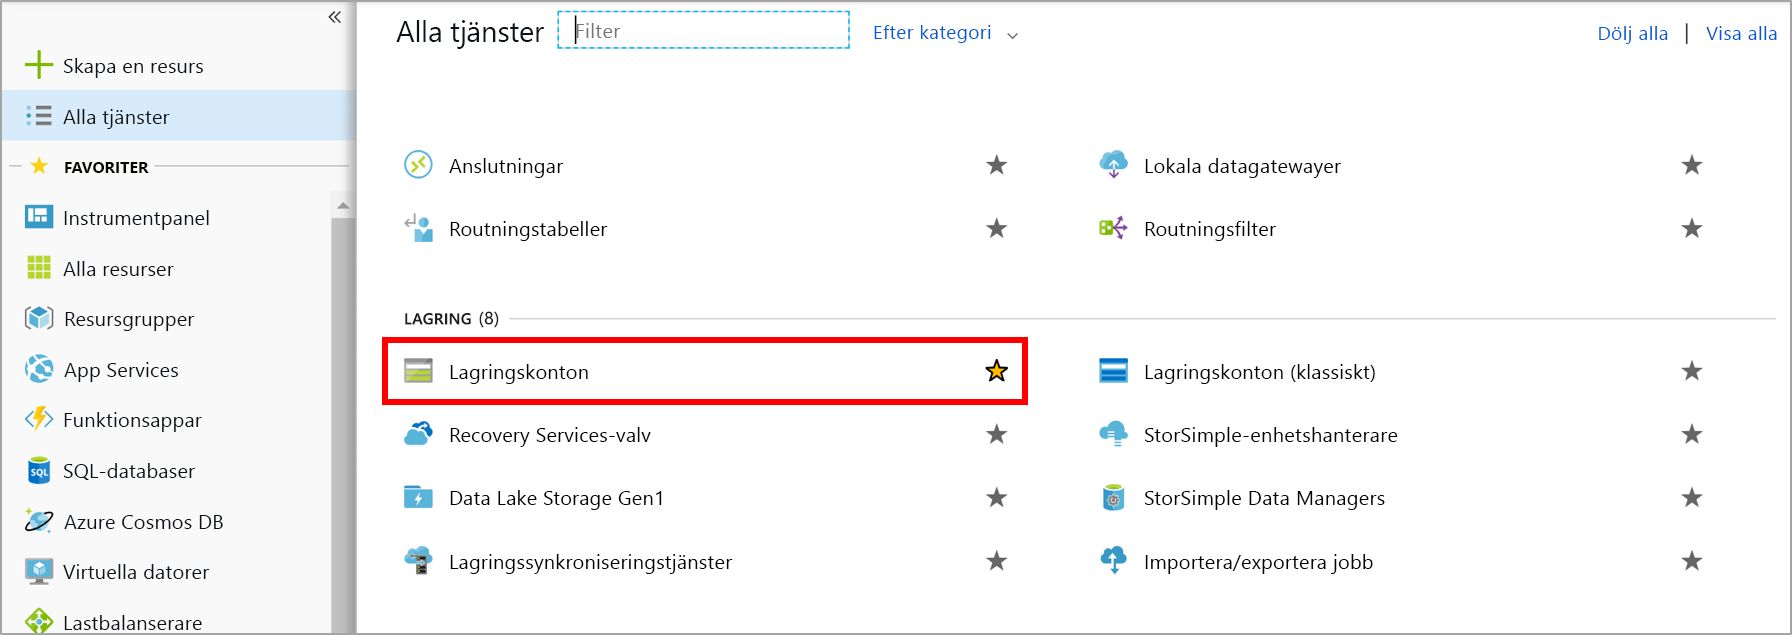 «
Skapa en resurs
Alla tjänster
FAVORITER
Instrumentpanel
Alla resurser
Resursgrupper
App Services
Funktionsappar
SQL
SQL-databaser
Azure Cosmos DB
Virtuella datorer
Lastbalanserare
Alla tjänster Filter Efter kategori Dölj alla | Visa alla
Anslutningar Lokala datagatewayer
Routningstabeller Routningsfilter
LAGRING (8)
Lagringskonton Lagringskonton (klassiskt)
Recovery Services-valv StorSimple-enhetshanterare
Data Lake Storage Gen1 StorSimple Data Managers
Lagringssynkroniseringstjänster Importera/exportera jobb